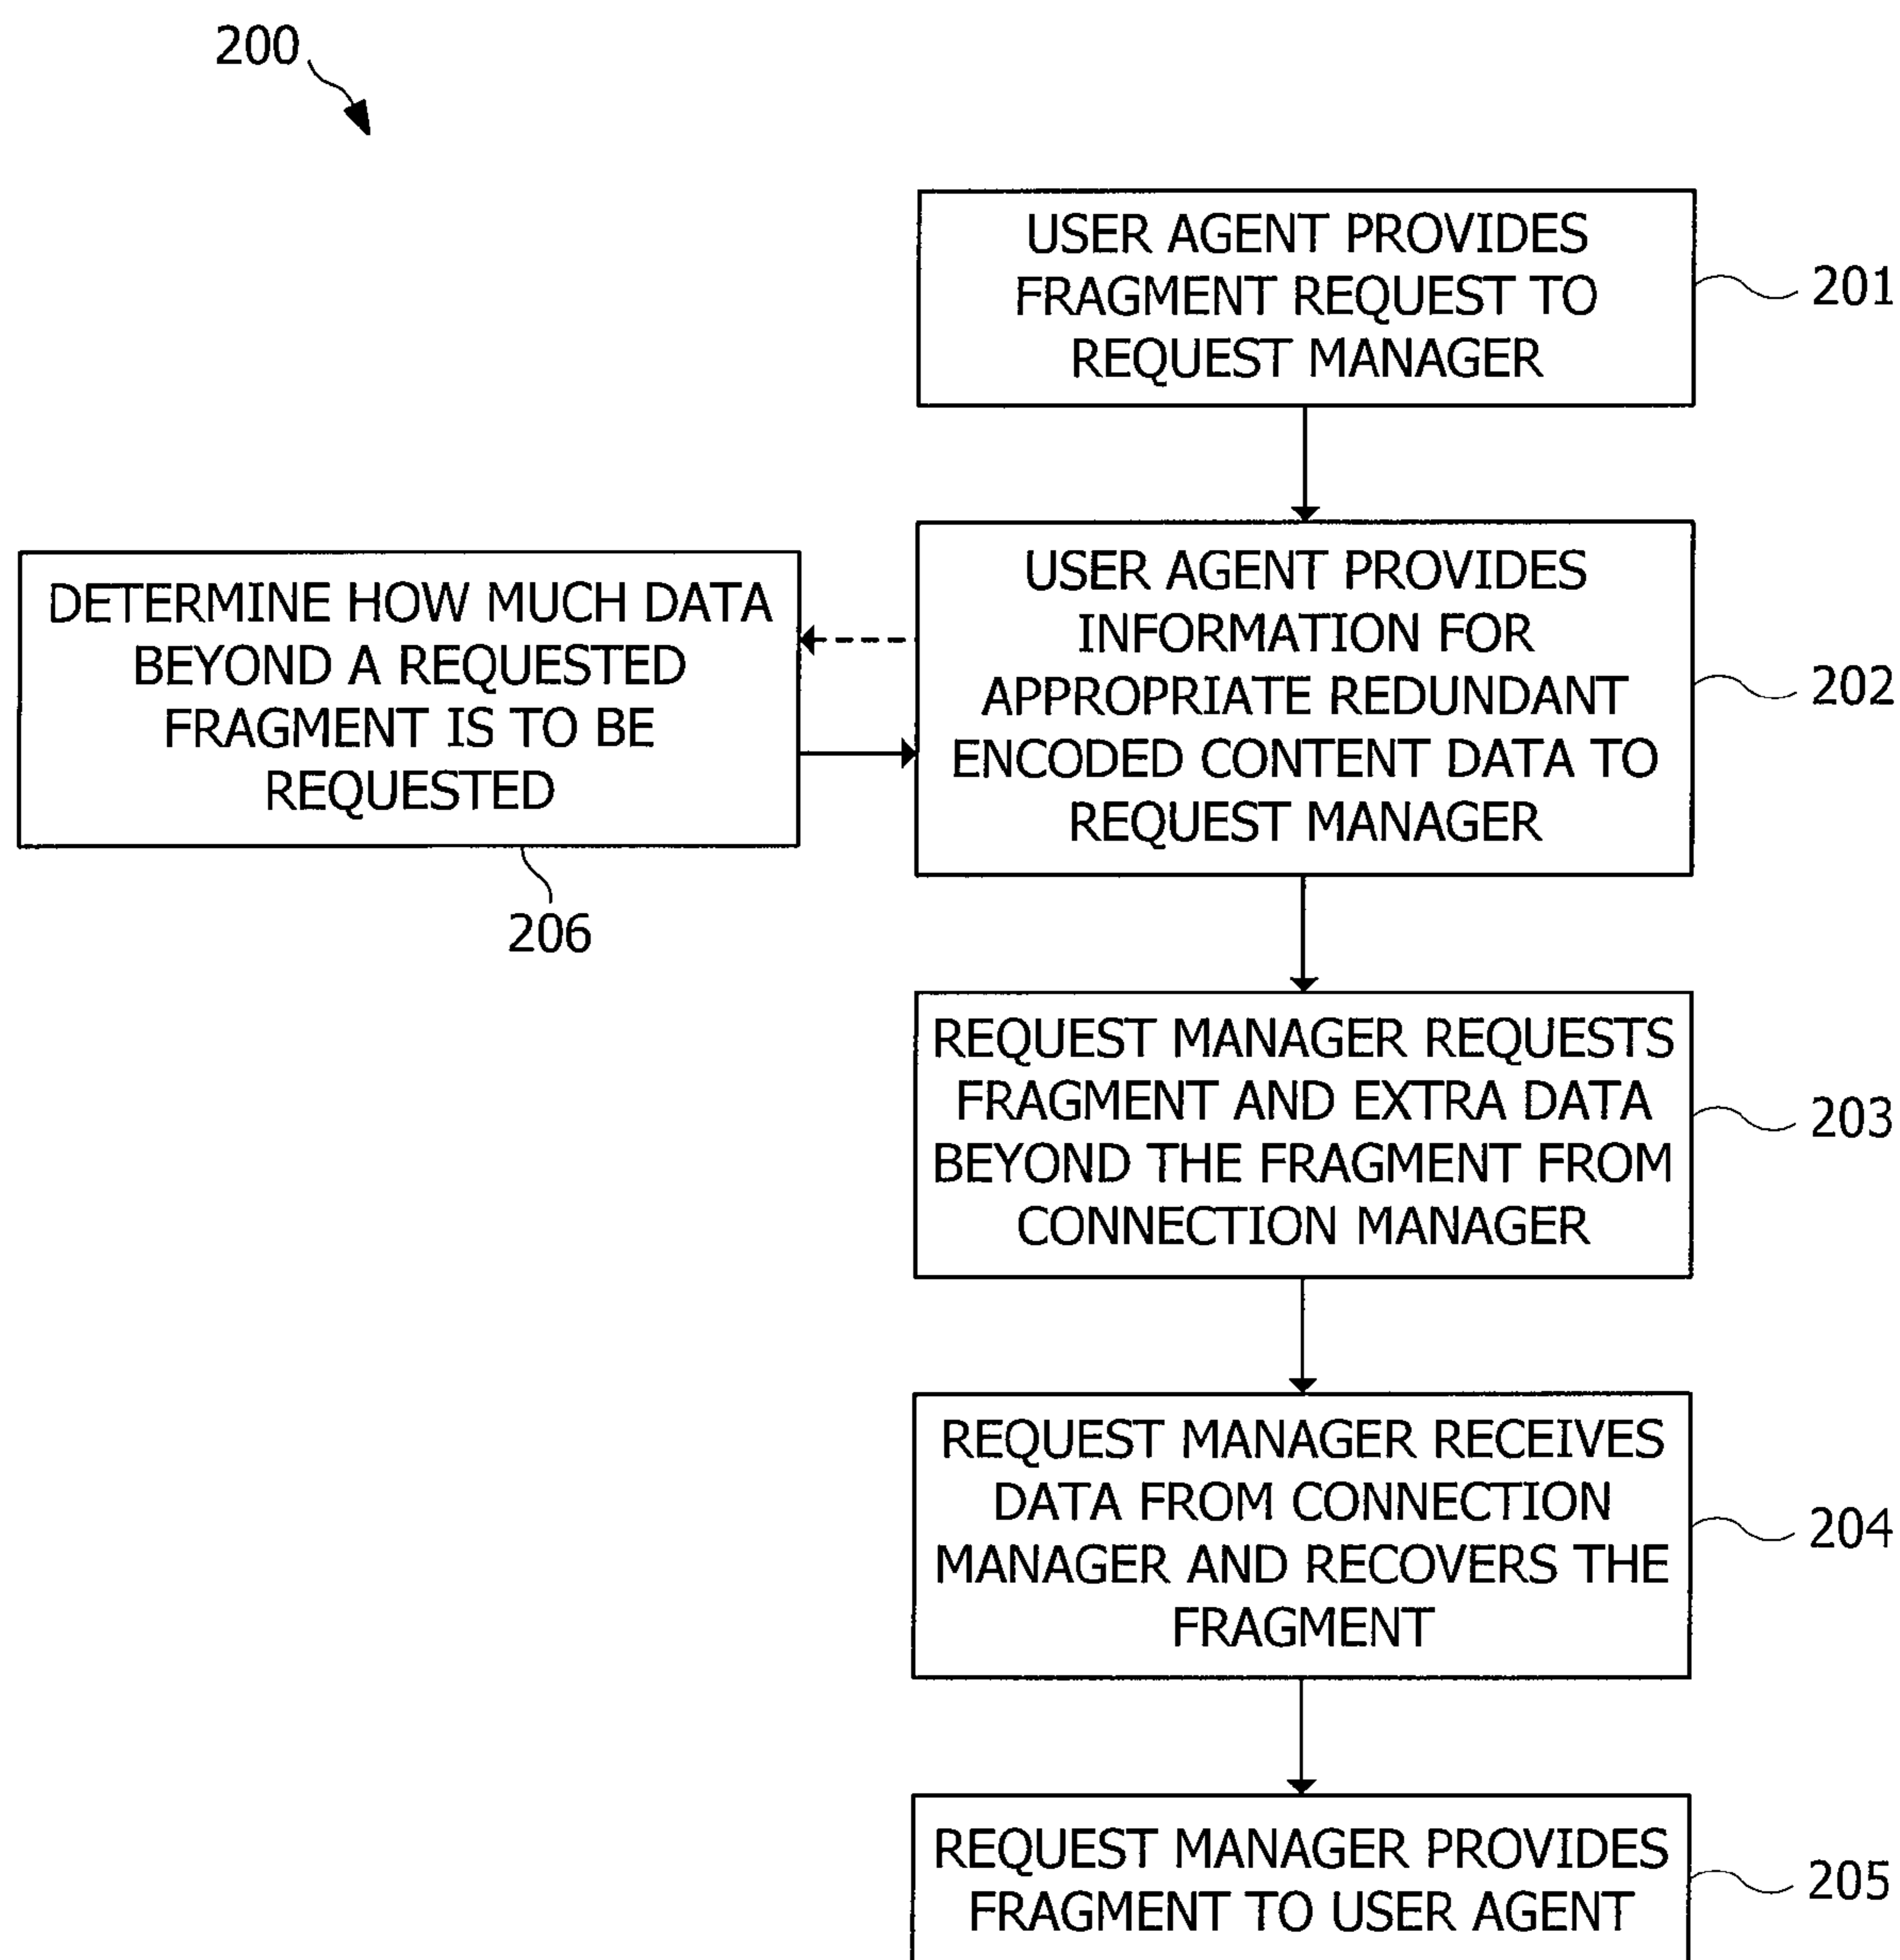 200
USER AGENT PROVIDES
FRAGMENT REQUEST TO
REQUEST MANAGER
201
DETERMINE HOW MUCH DATA
BEYOND A REQUESTED
FRAGMENT IS TO BE
REQUESTED
206
USER AGENT PROVIDES
INFORMATION FOR
APPROPRIATE REDUNDANT
ENCODED CONTENT DATA TO
REQUEST MANAGER
202
REQUEST MANAGER REQUESTS
FRAGMENT AND EXTRA DATA
BEYOND THE FRAGMENT FROM
CONNECTION MANAGER
203
REQUEST MANAGER RECEIVES
DATA FROM CONNECTION
MANAGER AND RECOVERS THE
FRAGMENT
204
REQUEST MANAGER PROVIDES
FRAGMENT TO USER AGENT
205